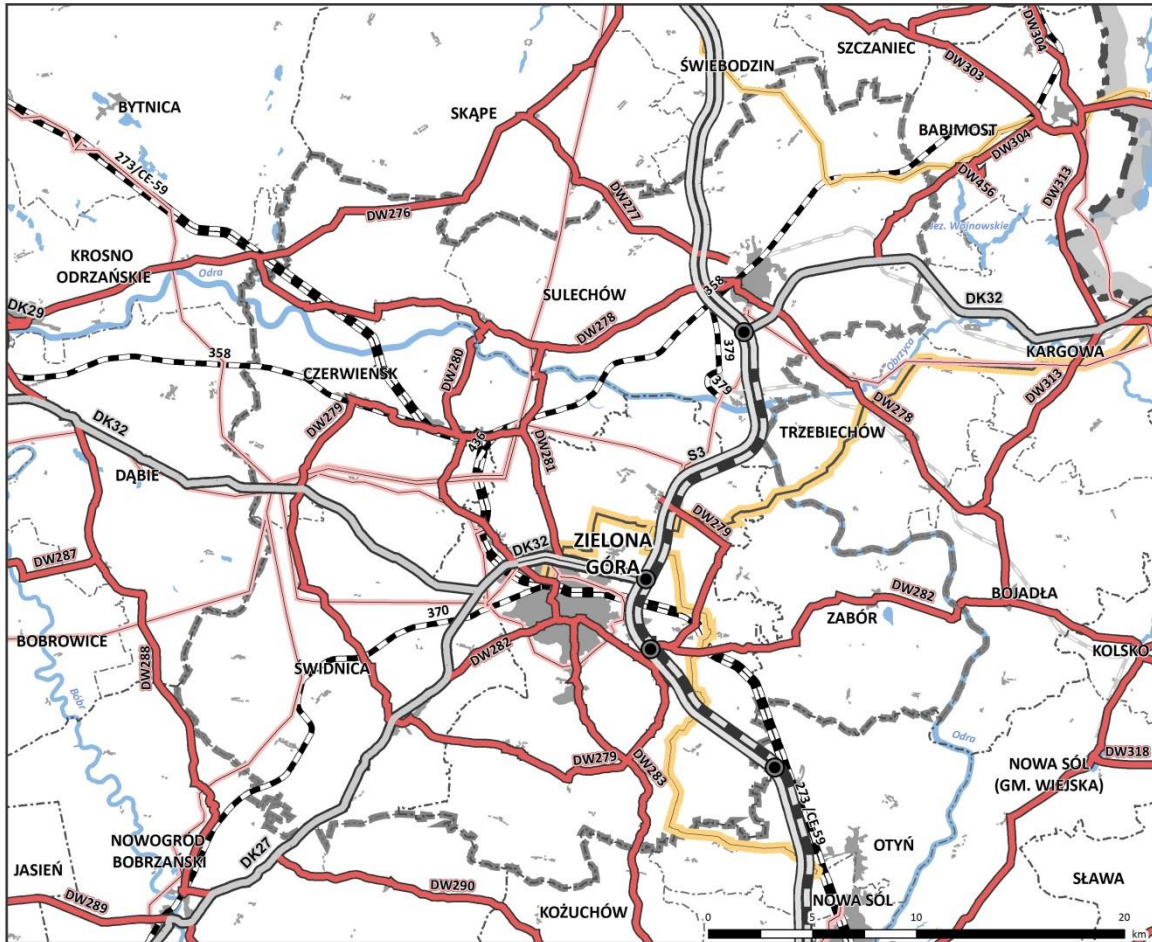 SZCZANIEC
DW304
ŚWIEBODZIN
DW303
BYTNICA
SKĄPE
BABIMOST
DW304
273/CE-59
DW456
DW313
DW277
DW276
Jez. Wojnowskie
KROSNO
ODRZAŃSKIE
Odra
SULECHÓW
358
DK32
DK29
DW278
379
Obrzyca
KARGOWA
358
DW280
CZERWIEŃSK
379
DW279
DW278
DW313
DK32
TRZEBIECHÓW
436
DW281
S3
DĄBIE
DW279
ZIELONA
GÓRA
DK32
DW287
370
DW282
BOJADŁA
ZABÓR
BOBROWICE
DW288
ŚWIDNICA
DW282
KOLSKO
Bóbr
Odra
DW279
DW283
DW318
NOWA SÓL
(GM. WIEJSKA)
273 /CE-59
NOWOGRÓD
BOBRZAŃSKI
DK27
OTYŃ
JASIEŃ
DW290
SŁAWA
DW289
KOŻUCHÓW
NOWA SÓL
0 5 10 20
km